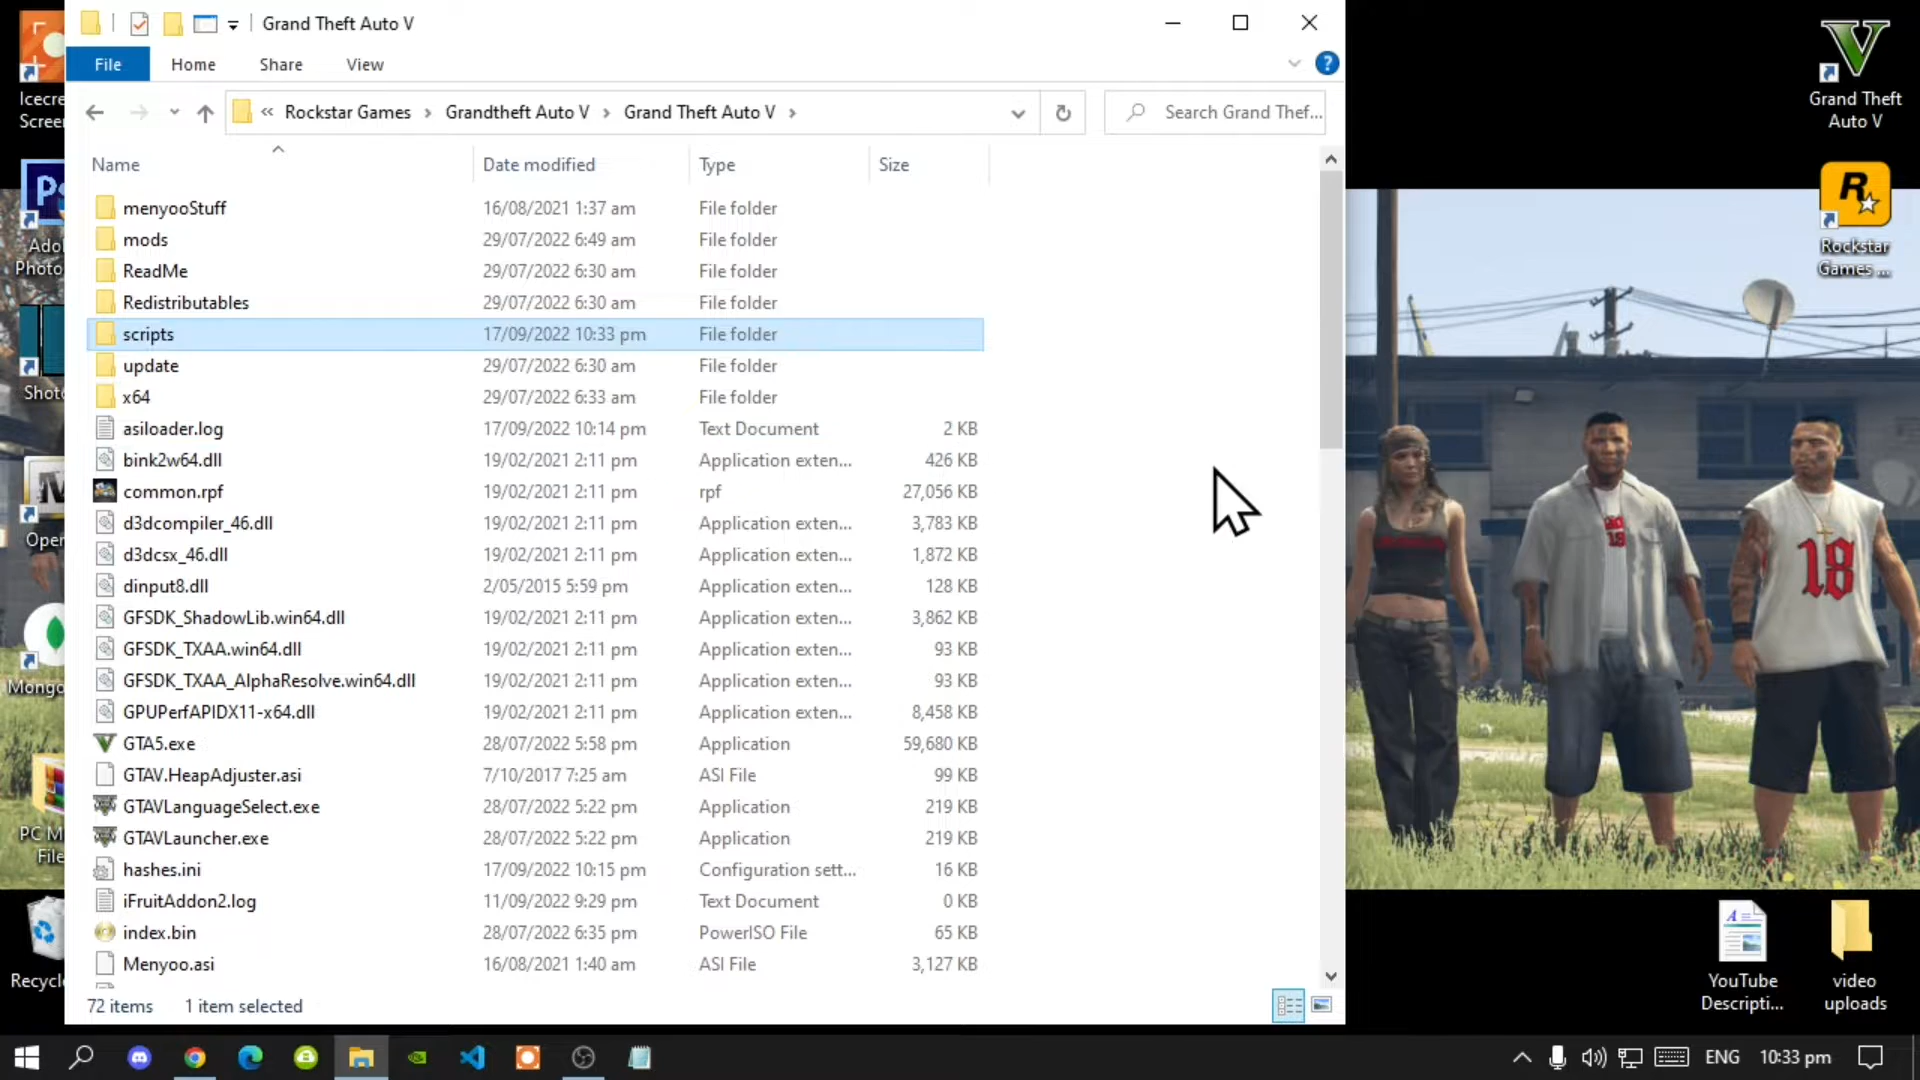 Grand Theft Auto V
File Home Share View
« Rockstar Games › Grandtheft Auto V › Grand Theft Auto V ›
Search Grand Thef...
Name Date modified Type Size
menyooStuff 16/08/2021 1:37 am File folder
mods 29/07/2022 6:49 am File folder
ReadMe 29/07/2022 6:30 am File folder
Redistributables 29/07/2022 6:30 am File folder
scripts 17/09/2022 10:33 pm File folder
update 29/07/2022 6:30 am File folder
x64 29/07/2022 6:33 am File folder
asiloader.log 17/09/2022 10:14 pm Text Document 2 KB
bink2w64.dll 19/02/2021 2:11 pm Application exten... 426 KB
common.rpf 19/02/2021 2:11 pm rpf 27,056 KB
d3dcompiler_46.dll 19/02/2021 2:11 pm Application exten... 3,783 KB
d3dcsx_46.dll 19/02/2021 2:11 pm Application exten... 1,872 KB
dinput8.dll 2/05/2015 5:59 pm Application exten... 128 KB
GFSDK_ShadowLib.win64.dll 19/02/2021 2:11 pm Application exten... 3,862 KB
GFSDK_TXAA.win64.dll 19/02/2021 2:11 pm Application exten... 93 KB
GFSDK_TXAA_AlphaResolve.win64.dll 19/02/2021 2:11 pm Application exten... 93 KB
GPUPerfAPIDX11-x64.dll 19/02/2021 2:11 pm Application exten... 8,458 KB
GTA5.exe 28/07/2022 5:58 pm Application 59,680 KB
GTAV.HeapAdjuster.asi 7/10/2017 7:25 am ASI File 99 KB
GTAVLanguageSelect.exe 28/07/2022 5:22 pm Application 219 KB
GTAVLauncher.exe 28/07/2022 5:22 pm Application 219 KB
hashes.ini 17/09/2022 10:15 pm Configuration sett... 16 KB
iFruitAddon2.log 11/09/2022 9:29 pm Text Document 0 KB
index.bin 28/07/2022 6:35 pm PowerISO File 65 KB
Menyoo.asi 16/08/2021 1:40 am ASI File 3,127 KB
72 items 1 item selected
Icecre
Screen
Ps
Ado
Photo
Shot
Open
Mongo
PC M
File
Recycl
Grand Theft
Auto V
R
Rockstar
Games ...
18
18
YouTube
Descripti...
video
uploads
ENG 10:33 pm